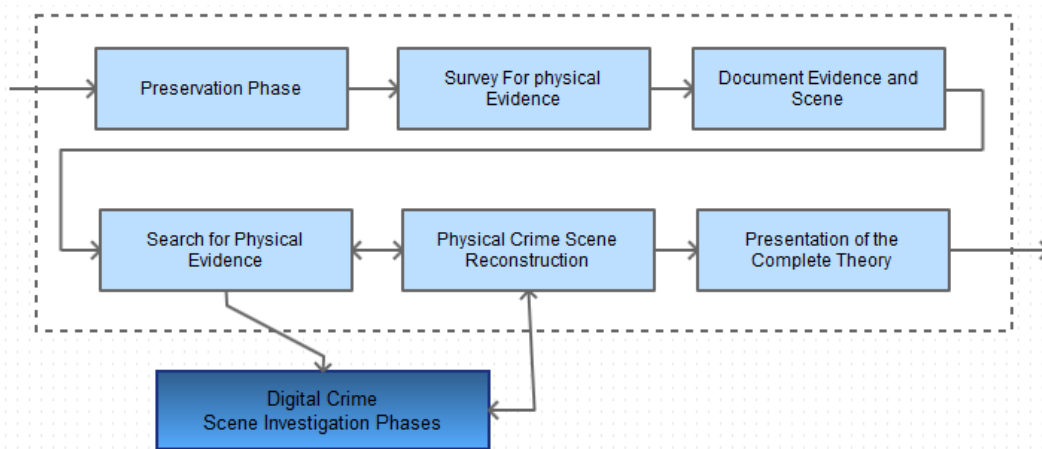 Preservation Phase
Survey For physical
Evidence
Document Evidence and
Scene
Search for Physical
Evidence
Physical Crime Scene
Reconstruction
Presentation of the
Complete Theory
Digital Crime
Scene Investigation Phases